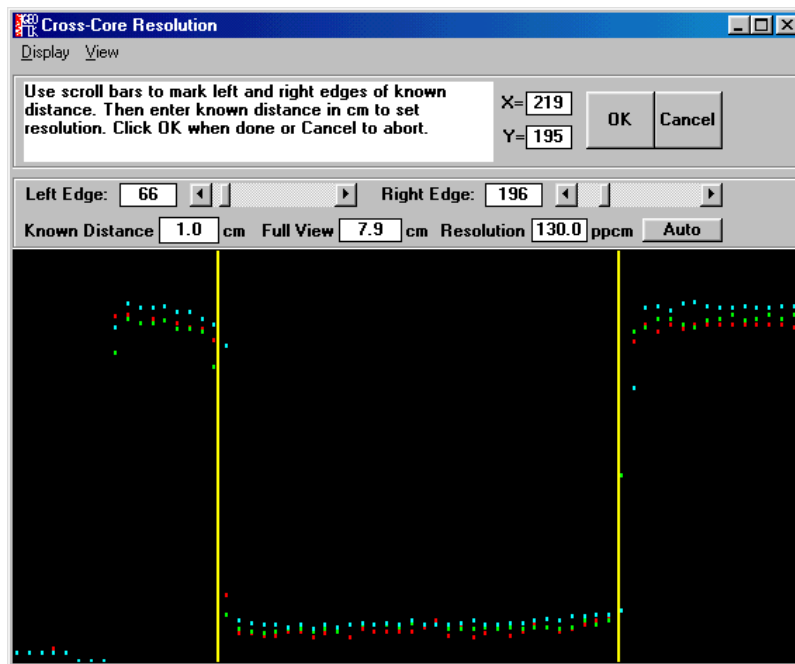 Cross-Core Resolution
Display View
Use scroll bars to mark left and right edges of known
distance. Then enter known distance in cm to set
resolution. Click OK when done or Cancel to abort.
X= 219
Y= 195
OK
Cancel
Left Edge: 66 Right Edge: 196
Known Distance 1.0 cm Full View 7.9 cm Resolution 130.0 ppcm Auto